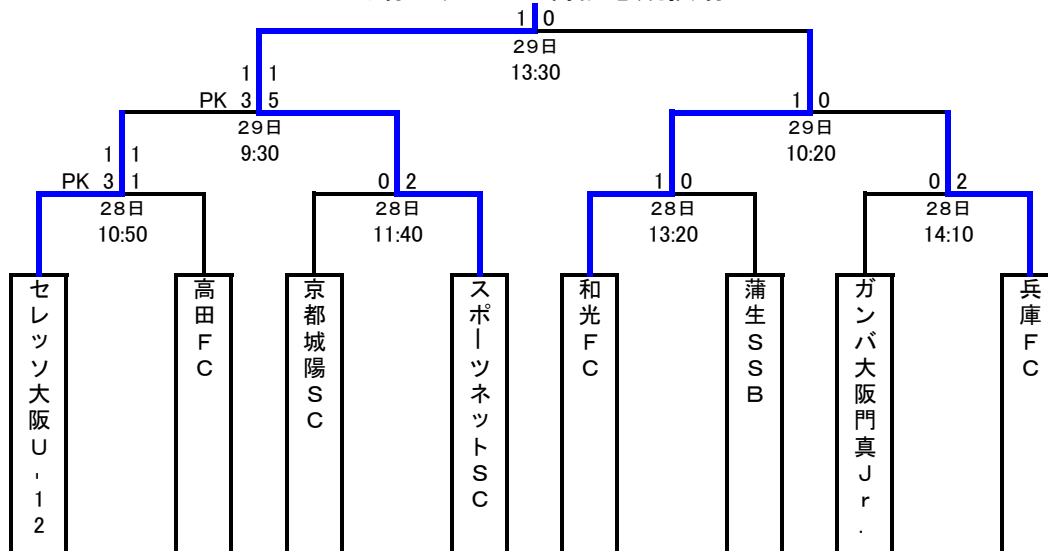 1 0
29日
13:30
1 1
PK 3 5
29日
9:30
1 0
29日
10:20
1 1
PK 3 1
28日
10:50
0 2
28日
11:40
1 0
28日
13:20
0 2
28日
14:10
セレッソ大阪U-12
高田FC
京都城陽SC
スポーツネットSC
和光FC
蒲生SSB
ガンバ大阪門真Jr.
兵庫FC